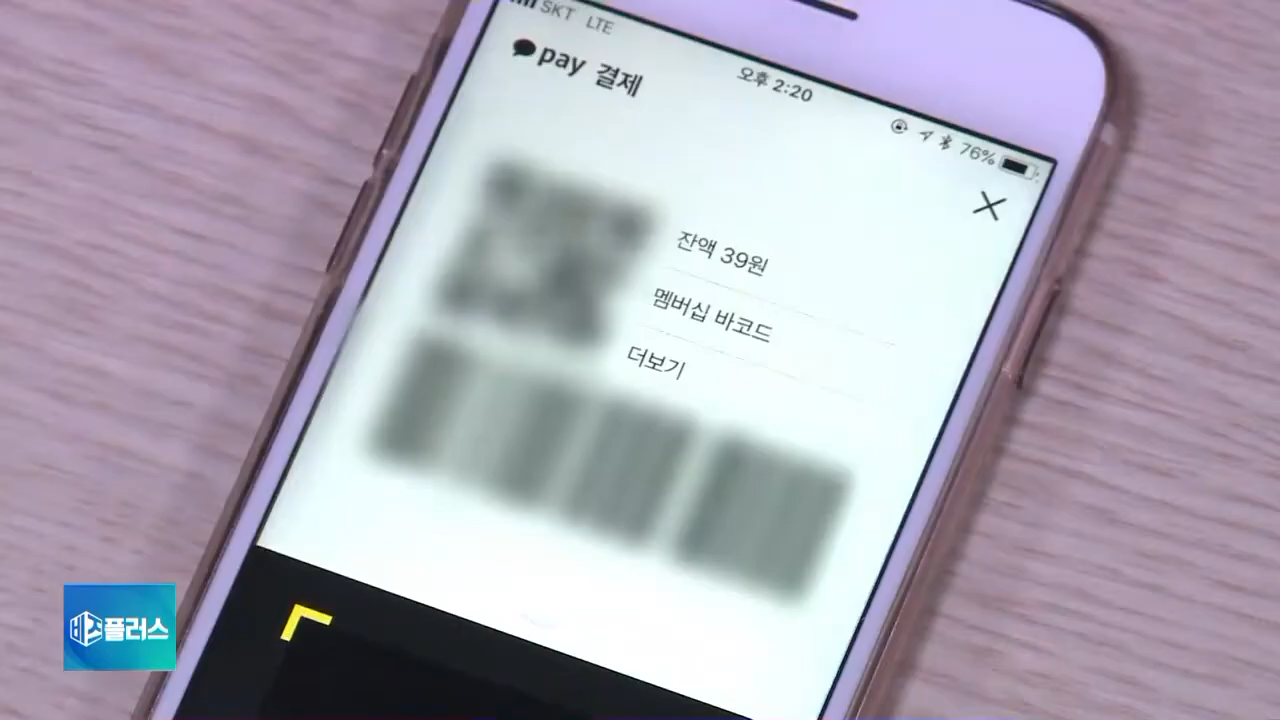 SKT LTE
오후 2:20
76%
pay 결제
잔액 39원
멤버십 바코드
더보기
비즈플러스